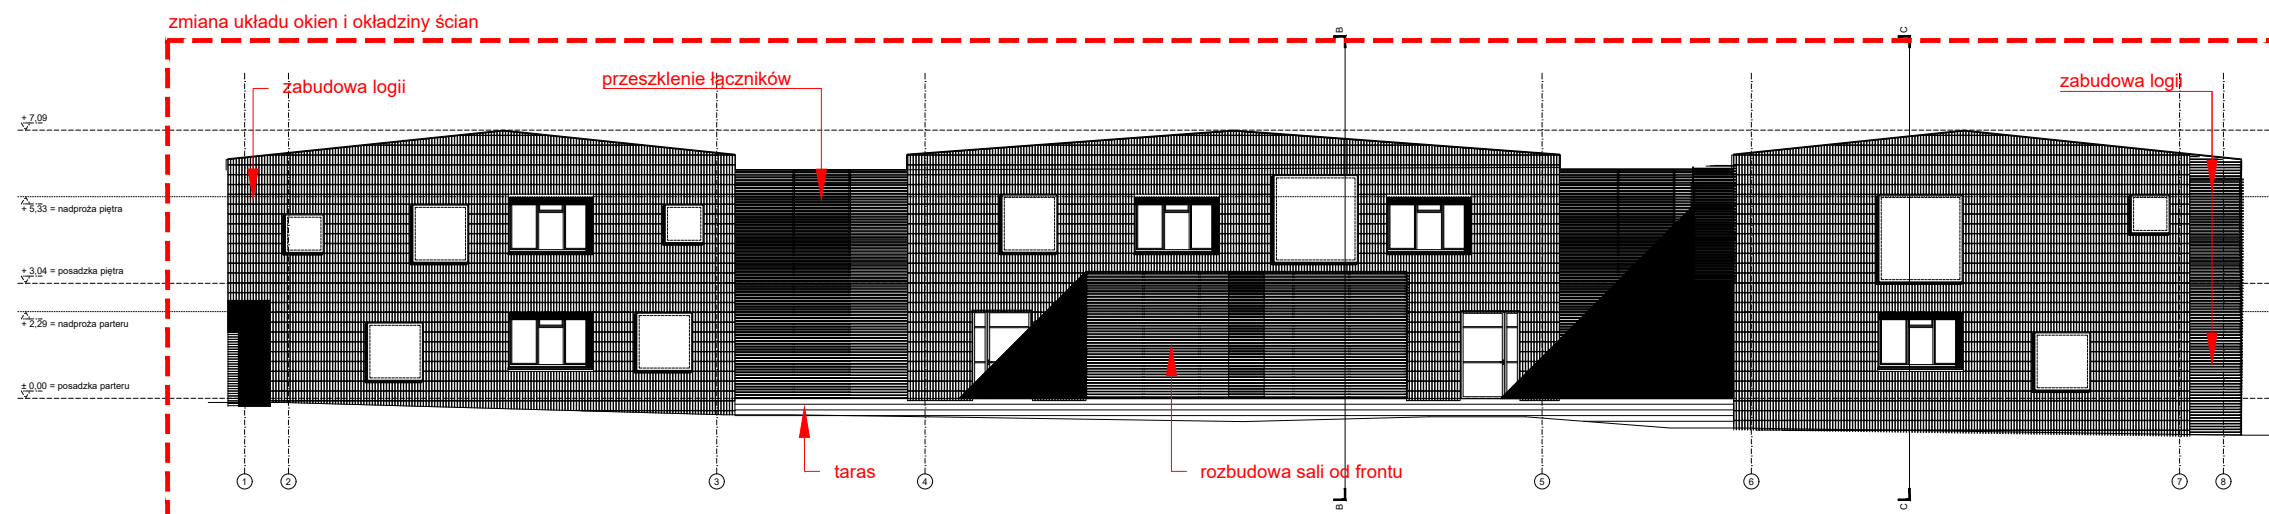 zmiana układu okien i okładziny ścian
B
C
zabudowa logii
przeszklenie łączników
zabudowa logii
+ 7,09
+ 5,33 = nadproża piętra
+ 3,04 = posadzka piętra
+ 2,29 = nadproża parteru
± 0,00 = posadzka parteru
taras
rozbudowa sali od frontu
1
2
3
4
5
6
7
8
B
C